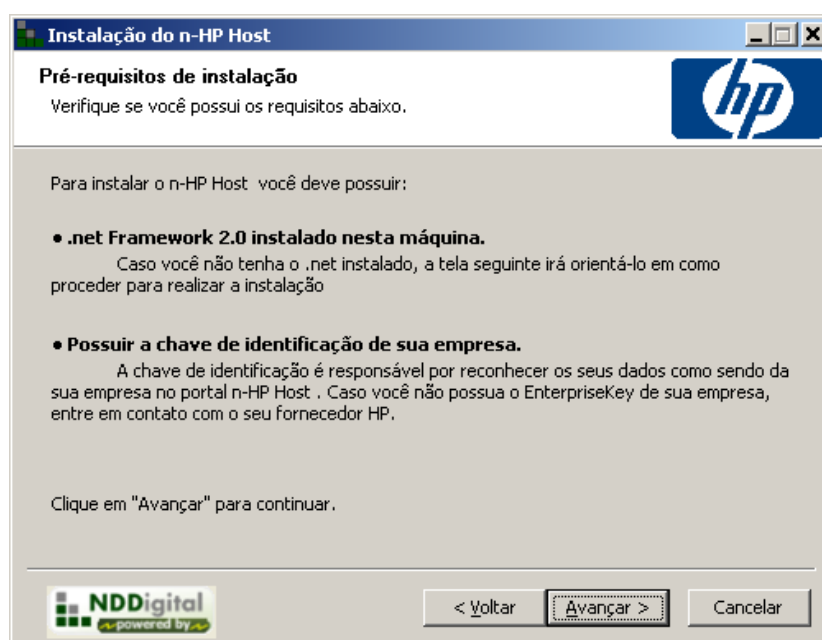 Instalação do n-HP Host
Pré-requisitos de instalação
Verifique se você possui os requisitos abaixo.
hp
Para instalar o n-HP Host você deve possuir:
• .net Framework 2.0 instalado nesta máquina.
Caso você não tenha o .net instalado, a tela seguinte irá orientá-lo em como
proceder para realizar a instalação
• Possuir a chave de identificação de sua empresa.
A chave de identificação é responsável por reconhecer os seus dados como sendo da
sua empresa no portal n-HP Host . Caso você não possua o EnterpriseKey de sua empresa,
entre em contato com o seu fornecedor HP.
Clique em "Avançar" para continuar.
NDDigital
powered by
< Voltar
Avançar >
Cancelar